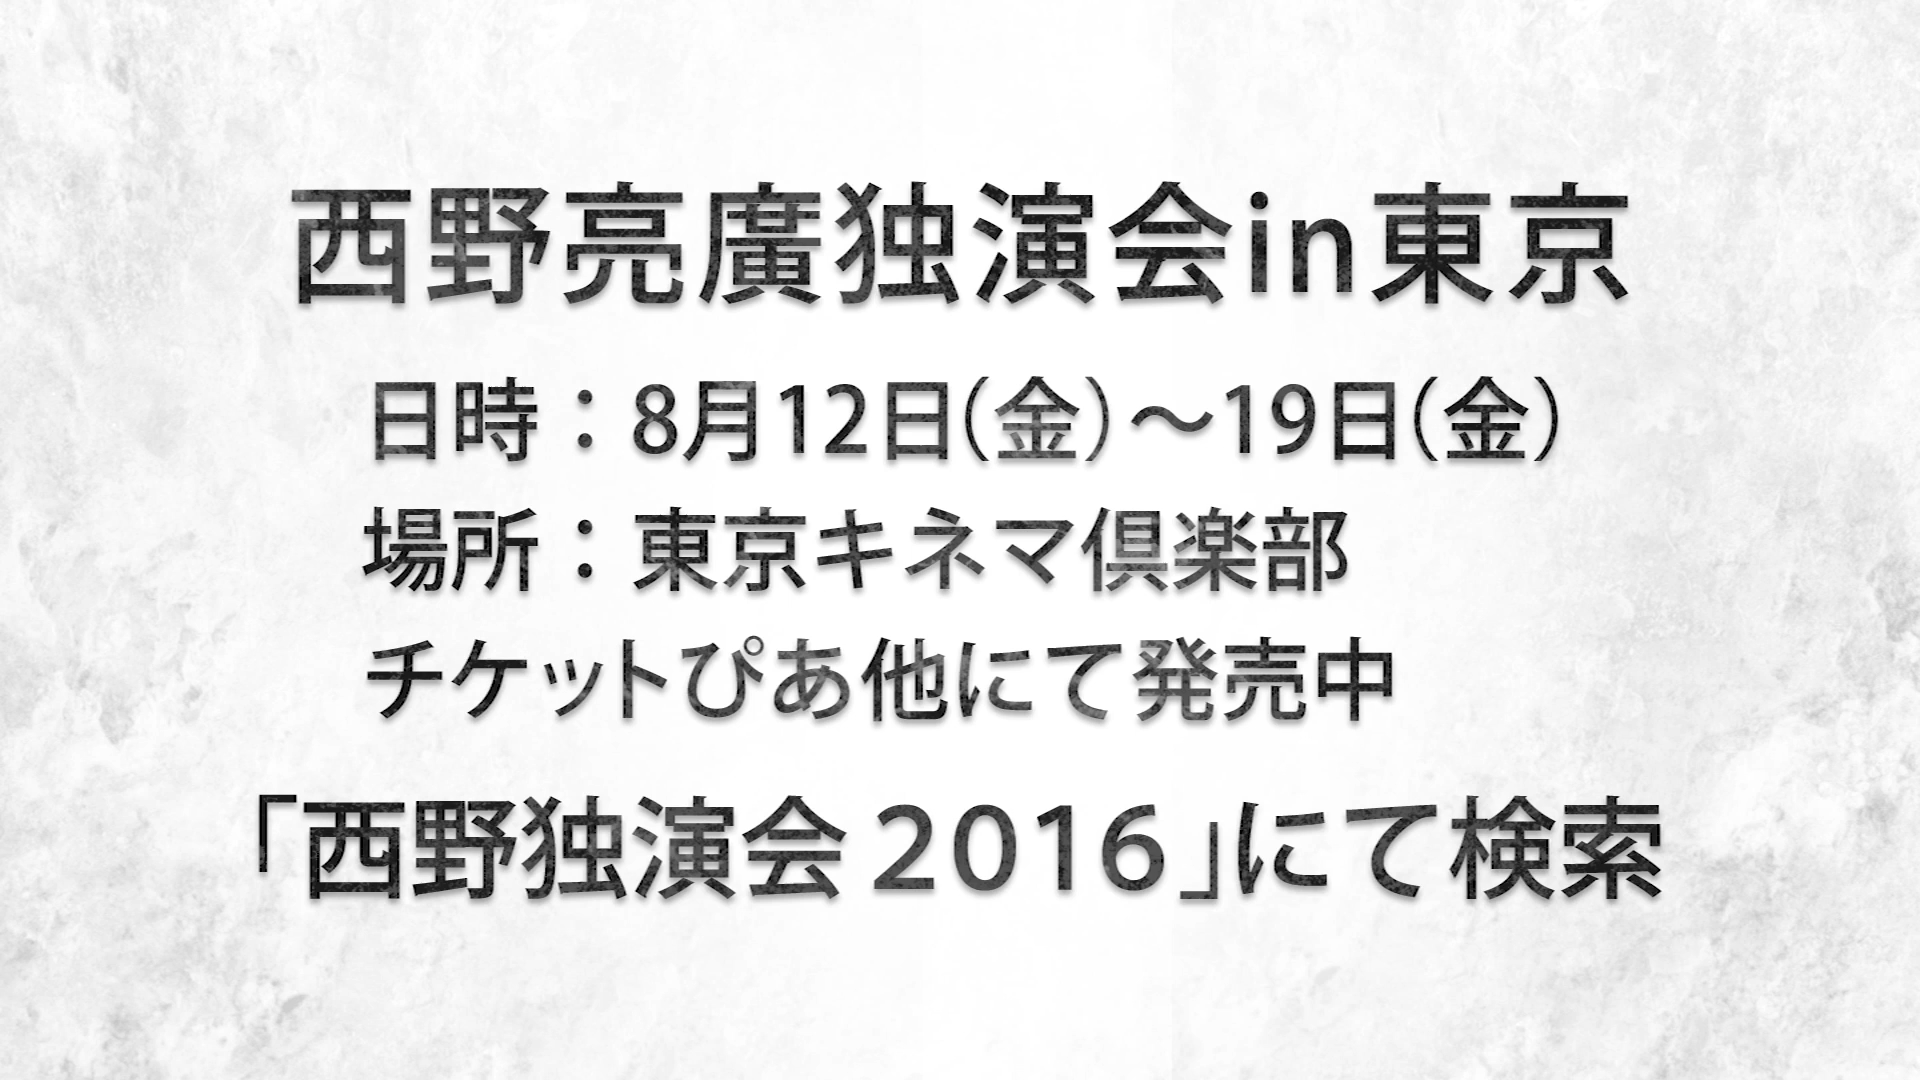 西野亮廣独演会in東京
日時：8月12日(金)～19日(金)
場所：東京キネマ倶楽部
チケットぴあ他にて発売中
「西野独演会2016」にて検索